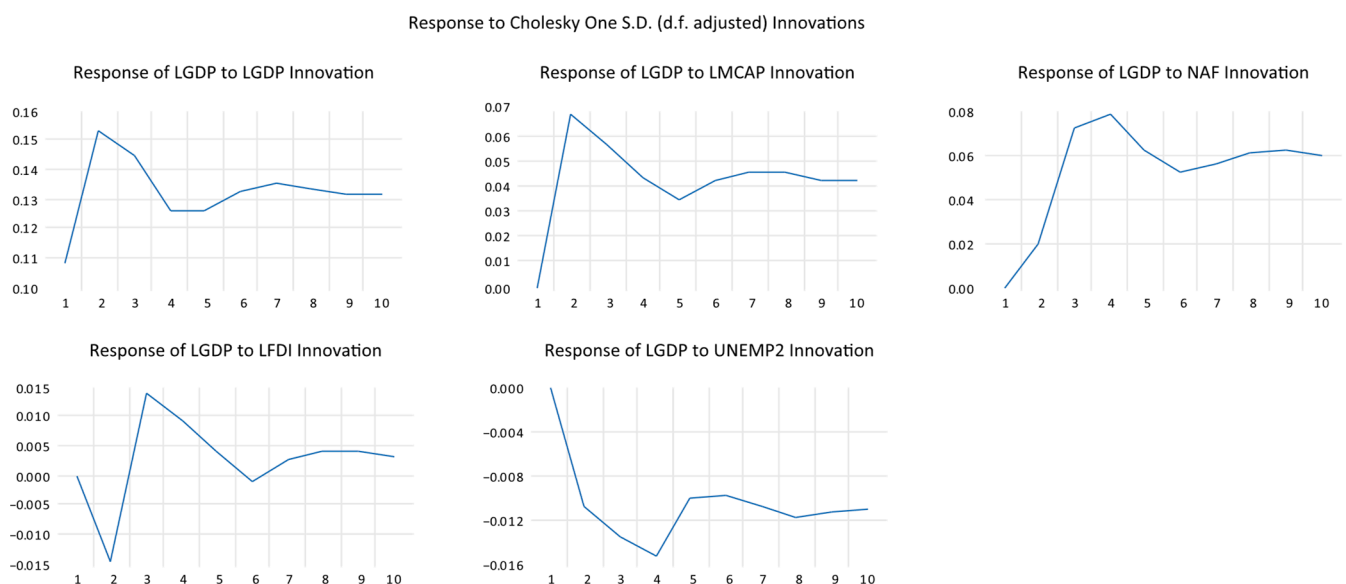 Response to Cholesky One S.D. (d.f. adjusted) Innovations
Response of LGDP to LGDP Innovation
0.16
0.15
0.14
0.13
0.12
0.11
0.10
1 2 3 4 5 6 7 8 9 10
Response of LGDP to LMCAP Innovation
0.07
0.06
0.05
0.04
0.03
0.02
0.01
0.00
1 2 3 4 5 6 7 8 9 10
Response of LGDP to NAF Innovation
0.08
0.06
0.04
0.02
0.00
1 2 3 4 5 6 7 8 9 10
Response of LGDP to LFDI Innovation
0.015
0.010
0.005
0.000
−0.005
−0.010
−0.015
1 2 3 4 5 6 7 8 9 10
Response of LGDP to UNEMP2 Innovation
0.000
−0.004
−0.008
−0.012
−0.016
1 2 3 4 5 6 7 8 9 10